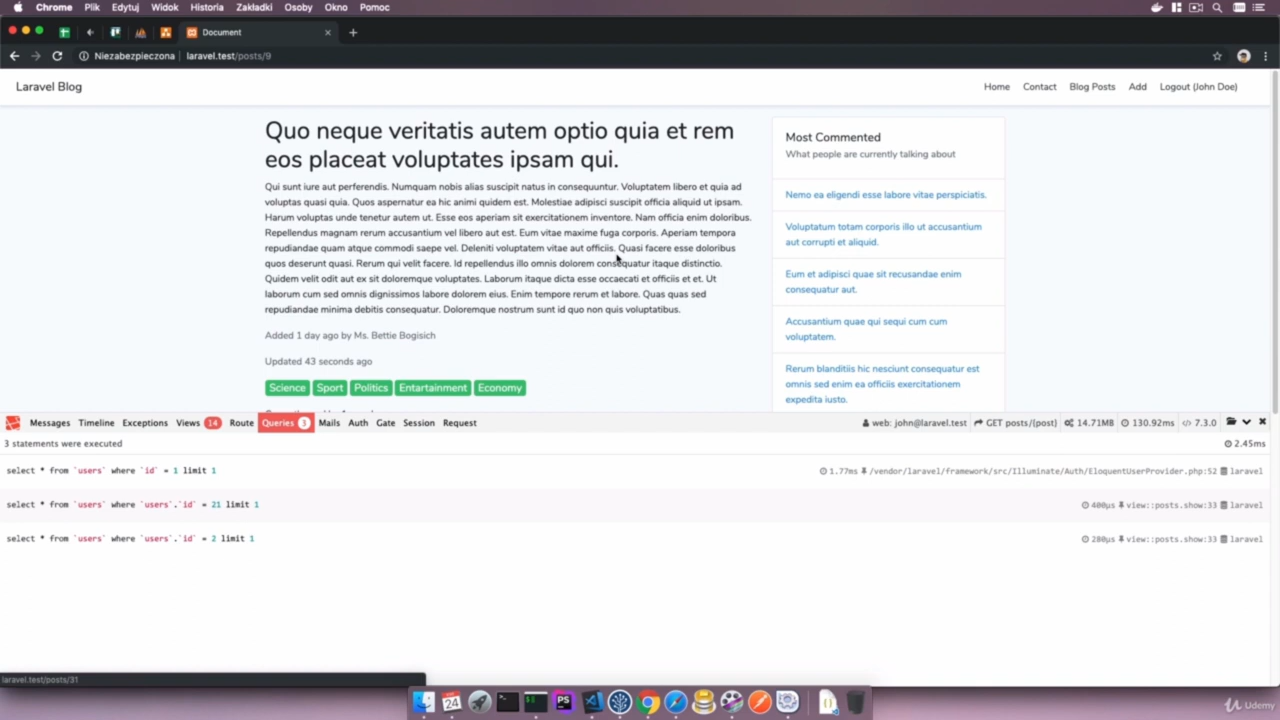 Chrome Plik Edytuj Widok Historia Zakładki Osoby Okno Pomoc
Document
Niezabezpieczona laravel.test/posts/9
Laravel Blog
Home Contact Blog Posts Add Logout (John Doe)
Quo neque veritatis autem optio quia et rem
eos placeat voluptates ipsam qui.
Qui sunt iure aut perferendis. Numquam nobis alias suscipit natus in consequuntur. Voluptatem libero et quia ad
voluptas quasi quia. Quos aspernatur ea hic animi quidem est. Molestiae adipisci suscipit officia aliquid ut ipsam.
Harum voluptas unde tenetur autem ut. Esse eos aperiam sit exercitationem inventore. Nam officia enim doloribus.
Repellendus magnam rerum accusantium vel libero aut est. Eum vitae maxime fuga corporis. Aperiam tempora
repudiandae quam atque commodi saepe vel. Deleniti voluptatem vitae aut officiis. Quasi facere esse doloribus
quos deserunt quasi. Rerum qui velit facere. Id repellendus illo omnis dolorem consequatur itaque distinctio.
Quidem velit odit aut ex sit doloremque voluptates. Laborum itaque dicta esse occaecati et officiis et et. Ut
laborum cum sed omnis dignissimos labore dolorem eius. Enim tempore rerum et labore. Quas quas sed
repudiandae minima debitis consequatur. Doloremque nostrum sunt id quo non quis voluptatibus.
Added 1 day ago by Ms. Bettie Bogisich
Updated 43 seconds ago
Science Sport Politics Entartainment Economy
Most Commented
What people are currently talking about
Nemo ea eligendi esse labore vitae perspiciatis.
Voluptatum totam corporis illo ut accusantium
aut corrupti et aliquid.
Eum et adipisci quae sit recusandae enim
consequatur aut.
Accusantium quae qui sequi cum cum
voluptatem.
Rerum blanditiis hic nesciunt consequatur est
omnis sed enim ea officiis exercitationem
expedita iusto.
Messages Timeline Exceptions Views 14 Route Queries 3 Mails Auth Gate Session Request web: john@laravel.test GET posts/{post} 14.71MB 130.92ms 7.3.0
3 statements were executed 2.45ms
select * from `users` where `id` = 1 limit 1 1.77ms /vendor/laravel/framework/src/Illuminate/Auth/EloquentUserProvider.php:52 laravel
select * from `users` where `users`.`id` = 21 limit 1 400μs view::posts.show:33 laravel
select * from `users` where `users`.`id` = 2 limit 1 280μs view::posts.show:33 laravel
laravel.test/posts/31
24
PS
Udemy